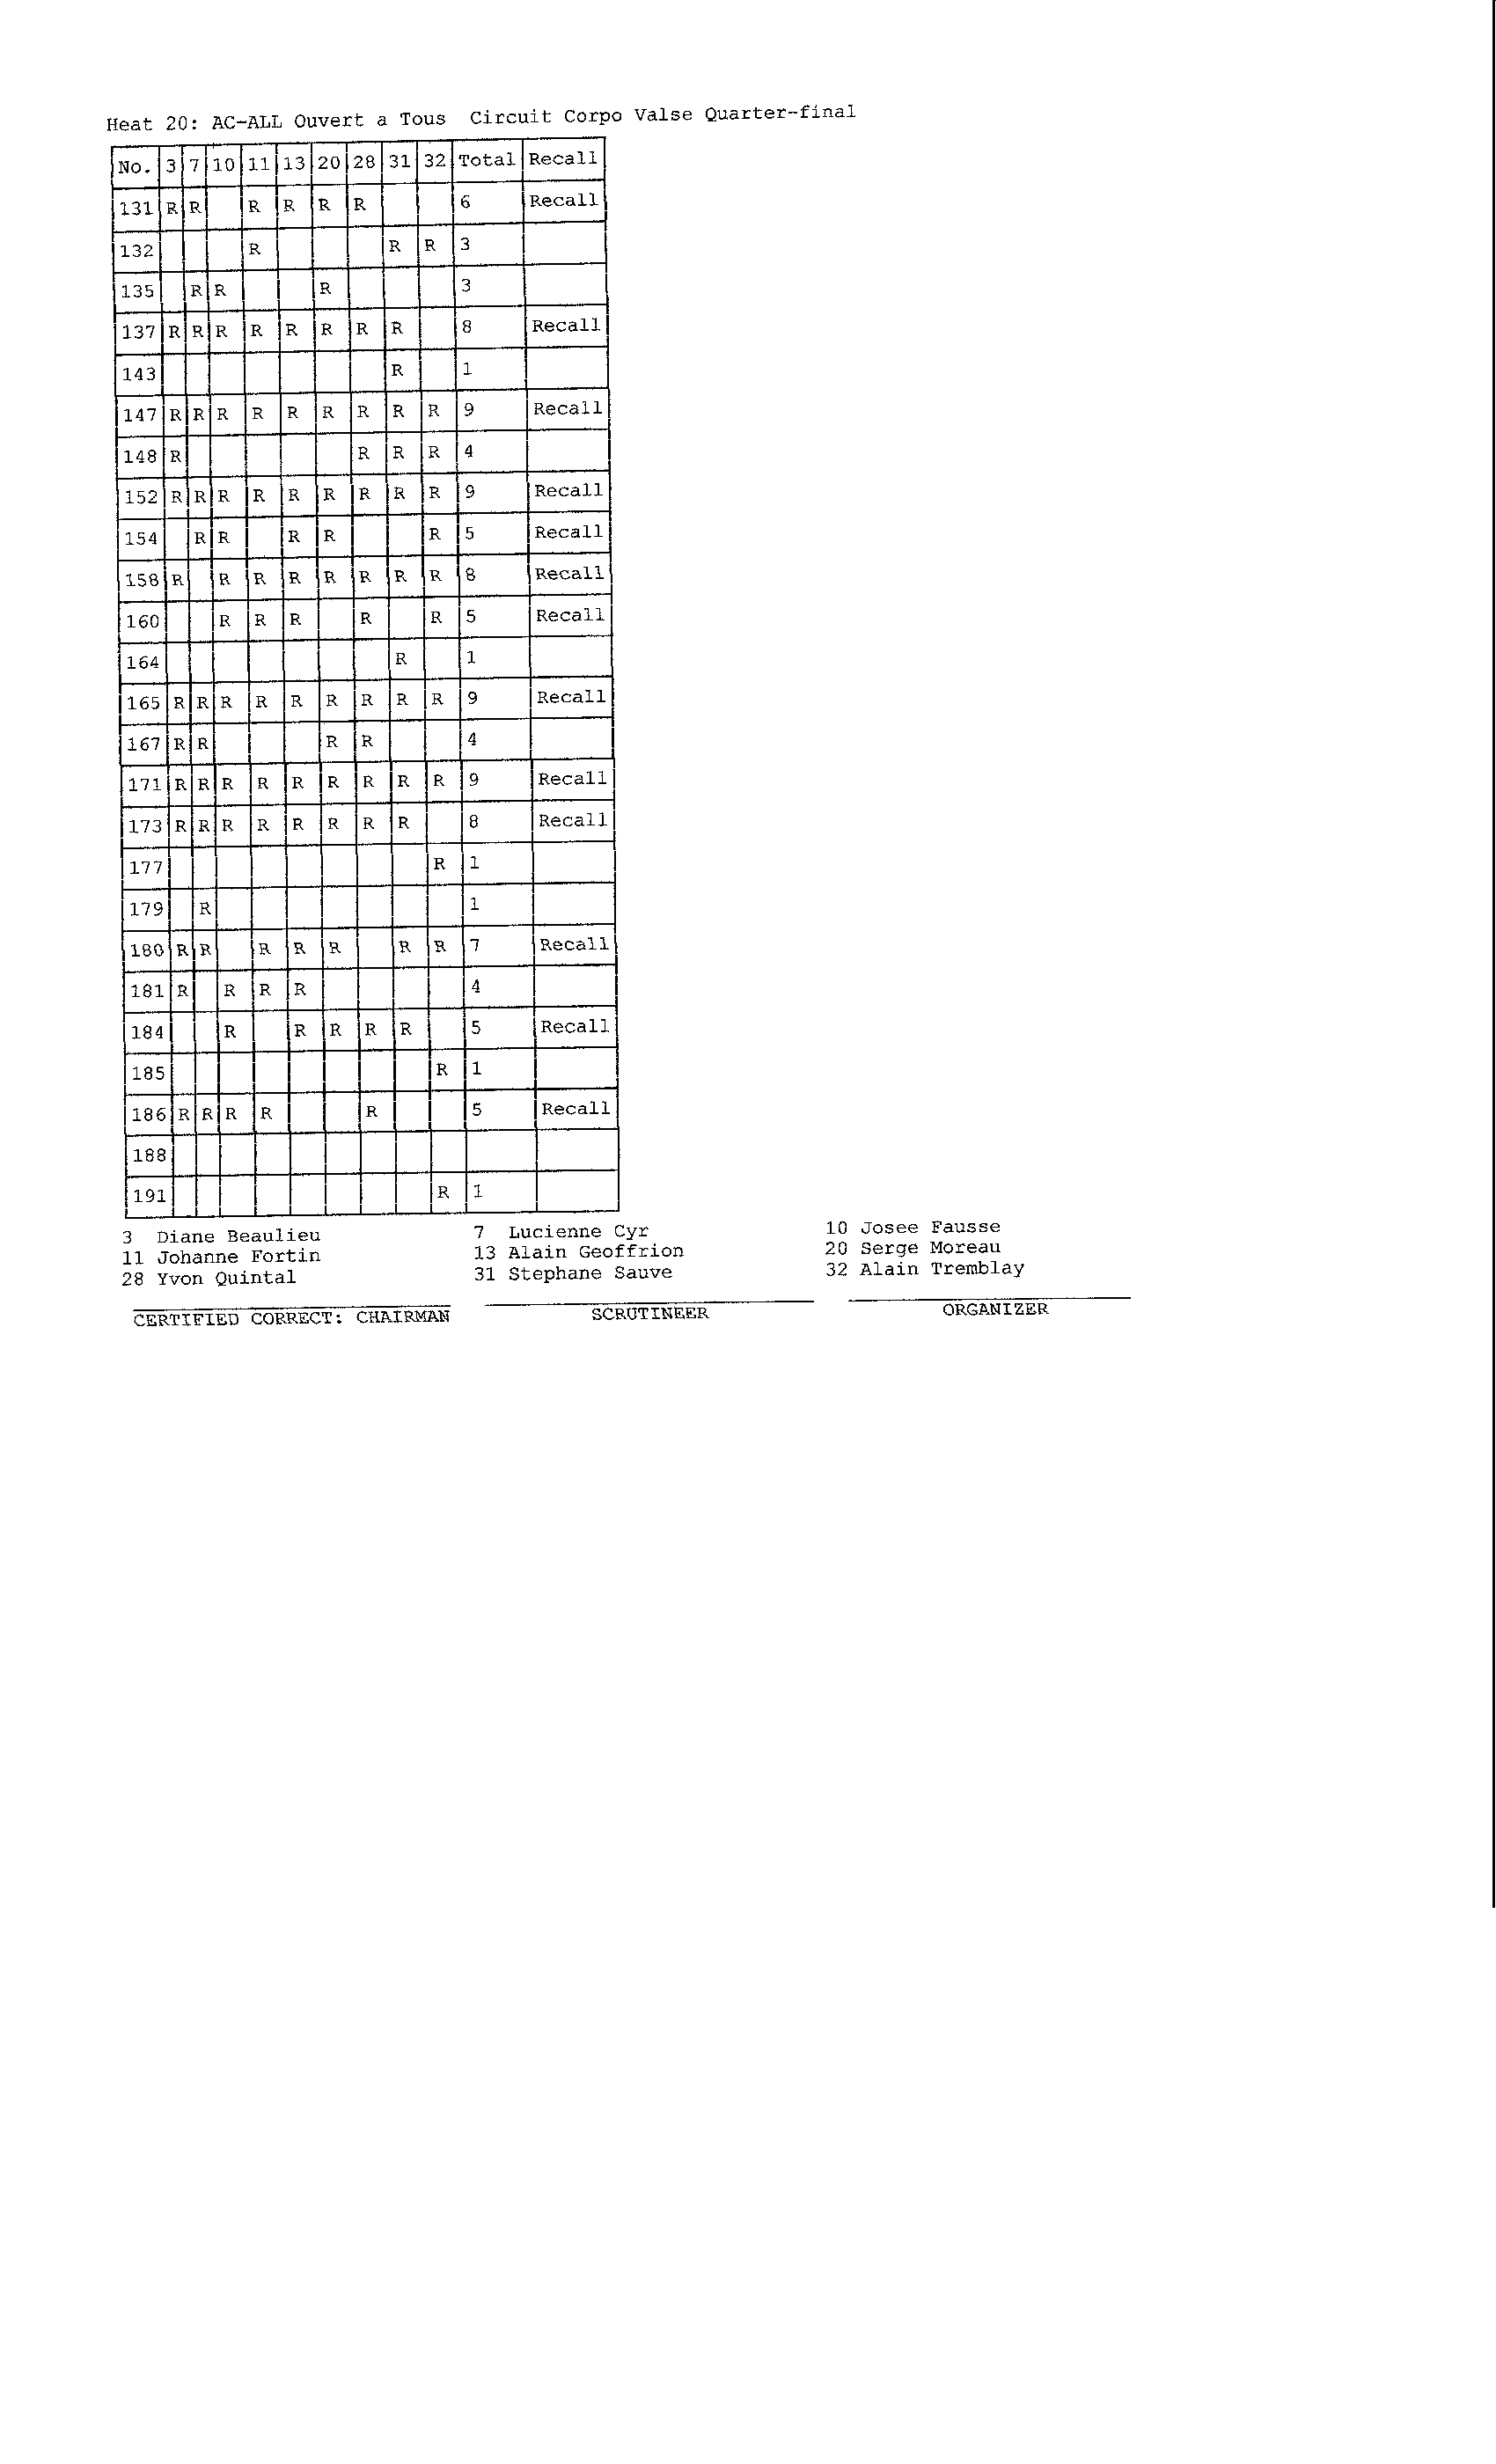 Heat 20: AC-ALL Ouvert a Tous Circuit Corpo Valse Quarter-final
No. 3 7 10 11 13 20 28 31 32 Total Recall
131 R R R R R R 6 Recall
132 R R R 3
135 R R R 3
137 R R R R R R R R 8 Recall
143 R 1
147 R R R R R R R R R 9 Recall
148 R R R R 4
152 R R R R R R R R R 9 Recall
154 R R R R R 5 Recall
158 R R R R R R R R 8 Recall
160 R R R R R 5 Recall
164 R 1
165 R R R R R R R R R 9 Recall
167 R R R R 4
171 R R R R R R R R R 9 Recall
173 R R R R R R R R 8 Recall
177 R 1
179 R 1
180 R R R R R R R 7 Recall
181 R R R R 4
184 R R R R R 5 Recall
185 R 1
186 R R R R R 5 Recall
188
191 R 1
3 Diane Beaulieu 7 Lucienne Cyr 10 Josee Fausse
11 Johanne Fortin 13 Alain Geoffrion 20 Serge Moreau
28 Yvon Quintal 31 Stephane Sauve 32 Alain Tremblay
CERTIFIED CORRECT: CHAIRMAN SCRUTINEER ORGANIZER